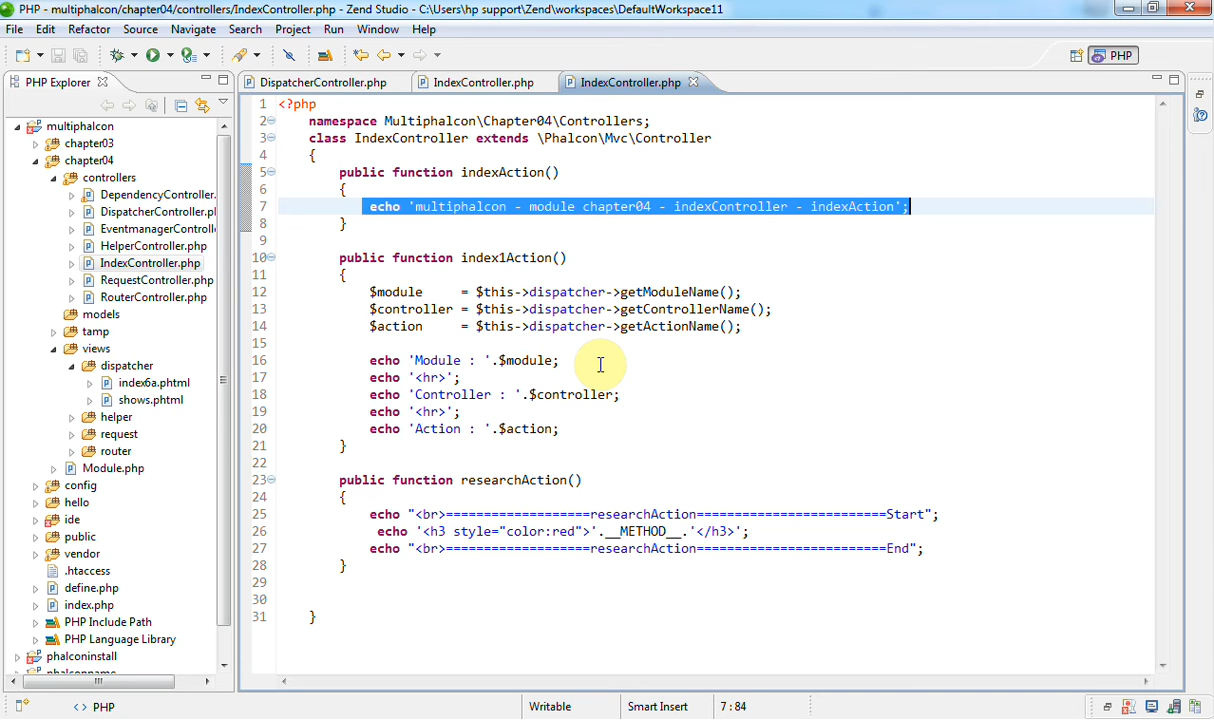 PHP - multiphalcon/chapter04/controllers/IndexController.php - Zend Studio - C:\Users\hp support\Zend\workspaces\DefaultWorkspace11
File Edit Refactor Source Navigate Search Project Run Window Help
PHP
PHP Explorer
DispatcherController.php
IndexController.php
IndexController.php
multiphalcon
chapter03
chapter04
controllers
DependencyController.
DispatcherController.pl
EventmanagerControlle
HelperController.php
IndexController.php
RequestController.php
RouterController.php
models
tamp
views
dispatcher
index6a.phtml
shows.phtml
helper
request
router
Module.php
config
hello
ide
public
vendor
.htaccess
define.php
index.php
PHP Include Path
PHP Language Library
phalconinstall
phalconname
1 <?php
2 namespace Multiphalcon\Chapter04\Controllers;
3 class IndexController extends \Phalcon\Mvc\Controller
4 {
5 public function indexAction()
6 {
7 echo 'multiphalcon - module chapter04 - indexController - indexAction';
8 }
9
10 public function index1Action()
11 {
12 $module     = $this->dispatcher->getModuleName();
13 $controller = $this->dispatcher->getControllerName();
14 $action     = $this->dispatcher->getActionName();
15
16 echo 'Module : '.$module;
17 echo '<hr>';
18 echo 'Controller : '.$controller;
19 echo '<hr>';
20 echo 'Action : '.$action;
21 }
22
23 public function researchAction()
24 {
25 echo "<br>===================researchAction=========================Start";
26 echo '<h3 style="color:red">'.__METHOD__.'</h3>';
27 echo "<br>===================researchAction=========================End";
28 }
29
30
31 }
<> PHP
Writable
Smart Insert
7 : 84